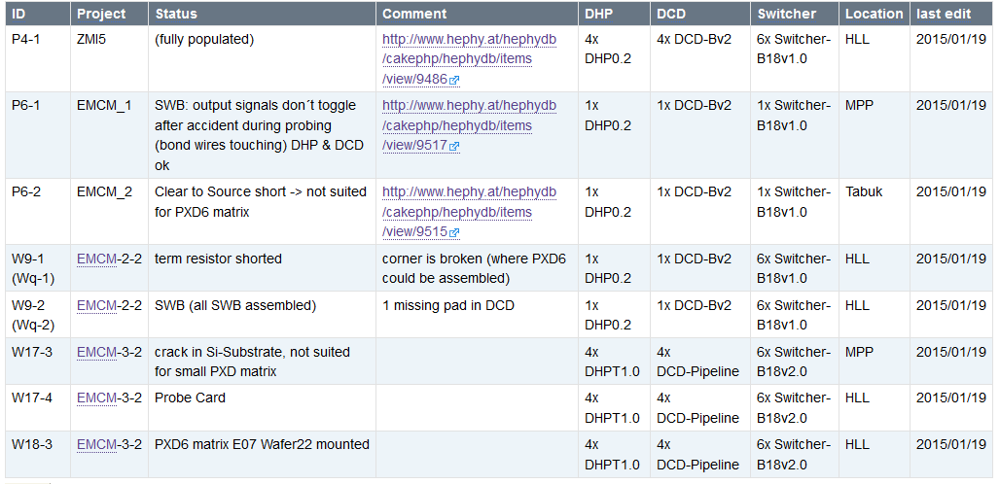 ID Project Status Comment DHP DCD Switcher Location last edit
P4-1 ZMI5 (fully populated) http://www.hephy.at/hephydb 4x 4x DCD-Bv2 6x Switcher- HLL 2015/01/19
/cakephp/hephydb/items DHP0.2 B18v1.0
/view/9486
P6-1 EMCM_1 SWB: output signals don´t toggle http://www.hephy.at/hephydb 1x 1x DCD-Bv2 1x Switcher- MPP 2015/01/19
after accident during probing /cakephp/hephydb/items DHP0.2 B18v1.0
(bond wires touching) DHP & DCD /view/9517
ok
P6-2 EMCM_2 Clear to Source short -> not suited http://www.hephy.at/hephydb 1x 1x DCD-Bv2 1x Switcher- Tabuk 2015/01/19
for PXD6 matrix /cakephp/hephydb/items DHP0.2 B18v1.0
/view/9515
W9-1 EMCM-2-2 term resistor shorted corner is broken (where PXD6 1x 1x DCD-Bv2 6x Switcher- HLL 2015/01/19
(Wq-1) could be assembled) DHP0.2 B18v1.0
W9-2 EMCM-2-2 SWB (all SWB assembled) 1 missing pad in DCD 1x 1x DCD-Bv2 6x Switcher- HLL 2015/01/19
(Wq-2) DHP0.2 B18v1.0
W17-3 EMCM-3-2 crack in Si-Substrate, not suited 4x 4x 6x Switcher- MPP 2015/01/19
for small PXD matrix DHPT1.0 DCD-Pipeline B18v2.0
W17-4 EMCM-3-2 Probe Card 4x 4x 6x Switcher- HLL 2015/01/19
DHPT1.0 DCD-Pipeline B18v2.0
W18-3 EMCM-3-2 PXD6 matrix E07 Wafer22 mounted 4x 4x 6x Switcher- HLL 2015/01/19
DHPT1.0 DCD-Pipeline B18v2.0